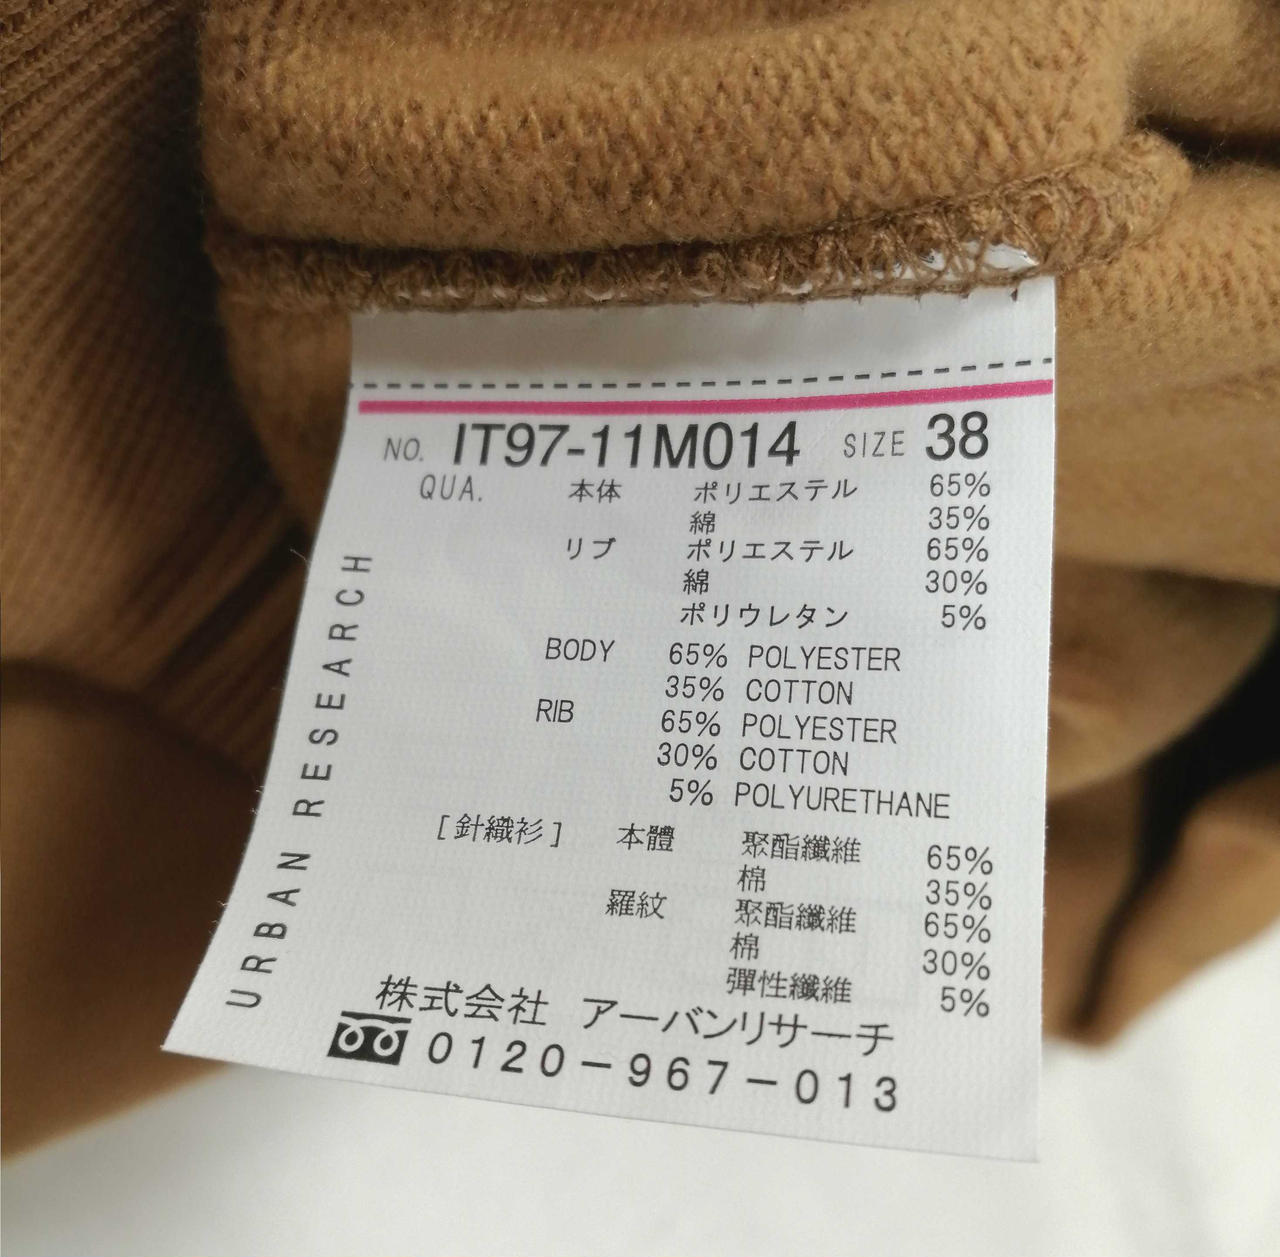 NO. IT97-11M014 SIZE 38
QUA. 本体 ポリエステル 65%
綿 35%
リブ ポリエステル 65%
綿 30%
ポリウレタン 5%
BODY 65% POLYESTER
35% COTTON
RIB 65% POLYESTER
30% COTTON
5% POLYURETHANE
[針織衫] 本體 聚酯纖維 65%
棉 35%
羅紋 聚酯纖維 65%
棉 30%
彈性纖維 5%
株式会社 アーバンリサーチ
0120-967-013
URBAN RESEARCH